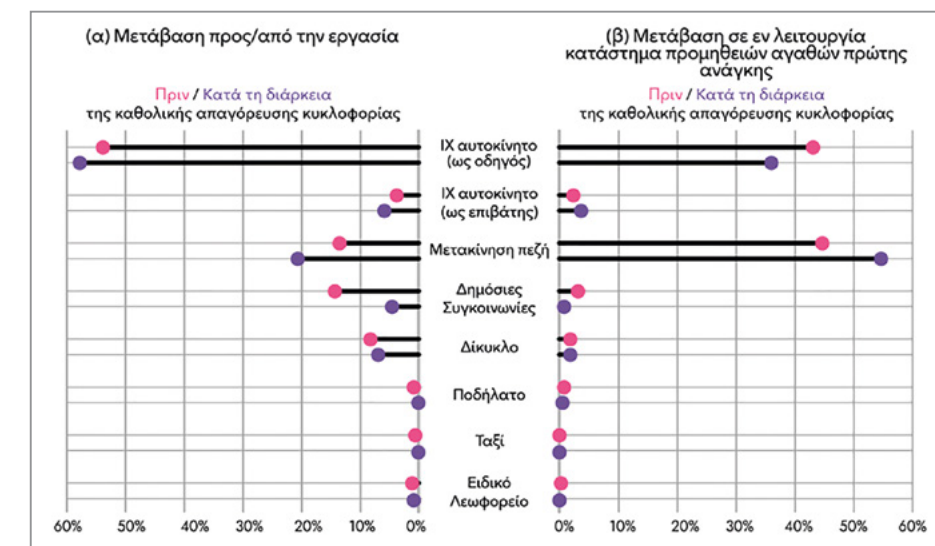 (α) Μετάβαση προς/από την εργασία
Πριν / Κατά τη διάρκεια
της καθολικής απαγόρευσης κυκλοφορίας
(β) Μετάβαση σε εν λειτουργία
κατάστημα προμηθειών αγαθών πρώτης
ανάγκης
Πριν / Κατά τη διάρκεια
της καθολικής απαγόρευσης κυκλοφορίας
ΙΧ αυτοκίνητο
(ως οδηγός)
ΙΧ αυτοκίνητο
(ως επιβάτης)
Μετακίνηση πεζή
Δημόσιες
Συγκοινωνίες
Δίκυκλο
Ποδήλατο
Ταξί
Ειδικό
Λεωφορείο
60% 50% 40% 30% 20% 10% 0%
0% 10% 20% 30% 40% 50% 60%